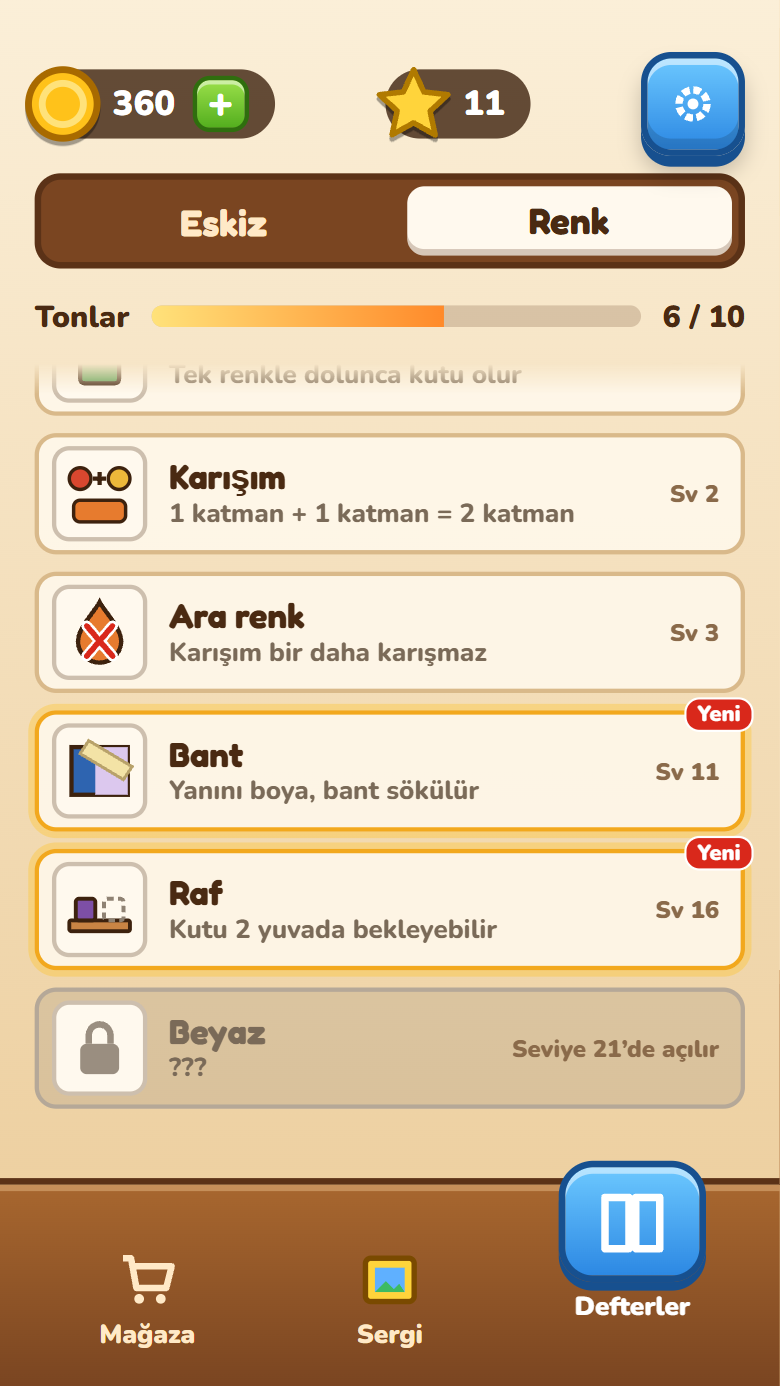 360
11
Eskiz
Renk
Tonlar
6 / 10
Tek renkle dolunca kutu olur
Karışım
1 katman + 1 katman = 2 katman
Sv 2
Ara renk
Karışım bir daha karışmaz
Sv 3
Yeni
Bant
Yanını boya, bant sökülür
Sv 11
Yeni
Raf
Kutu 2 yuvada bekleyebilir
Sv 16
Beyaz
???
Seviye 21’de açılır
Mağaza
Sergi
Defterler